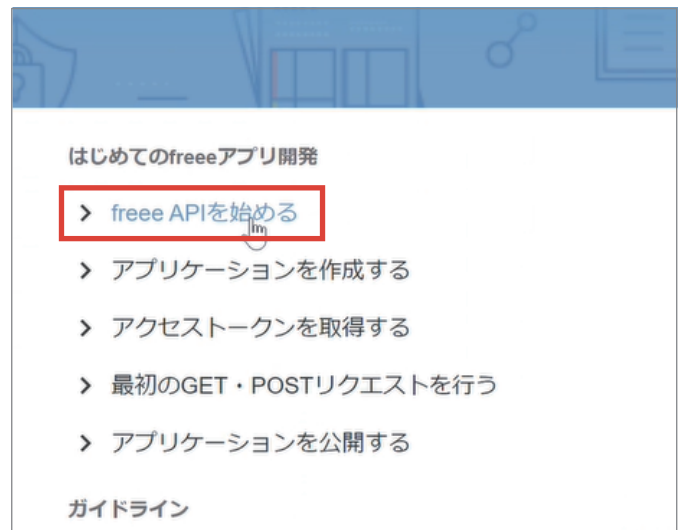 はじめてのfreeeアプリ開発
freee APIを始める
アプリケーションを作成する
アクセストークンを取得する
最初のGET・POSTリクエストを行う
アプリケーションを公開する
ガイドライン